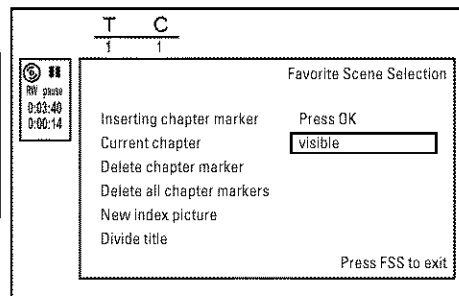 T C
1 1
RW pause
0:03:40
0:00:14
Favorite Scene Selection
Inserting chapter marker Press OK
Current chapter visible
Delete chapter marker
Delete all chapter markers
New index picture
Divide title
Press FSS to exit